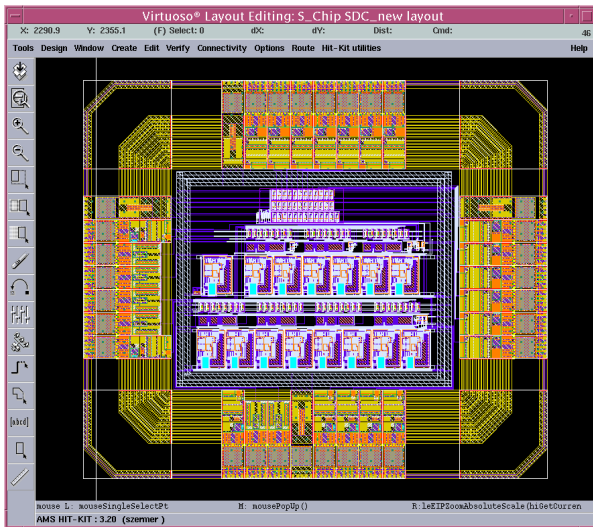 Virtuoso® Layout Editing: S_Chip SDC_new layout
X: 2290.9 Y: 2355.1 (F) Select: 0 dX: dY: Dist: Cmd:
46
Tools Design Window Create Edit Verify Connectivity Options Route Hit-Kit utilities Help
[abcd]
mouse L: mouseSingleSelectPt M: mousePopUp() R:leHIPZoomAbsoluteScale(hiGetCurren
AMS HIT-KIT: 3.20 (szermer )